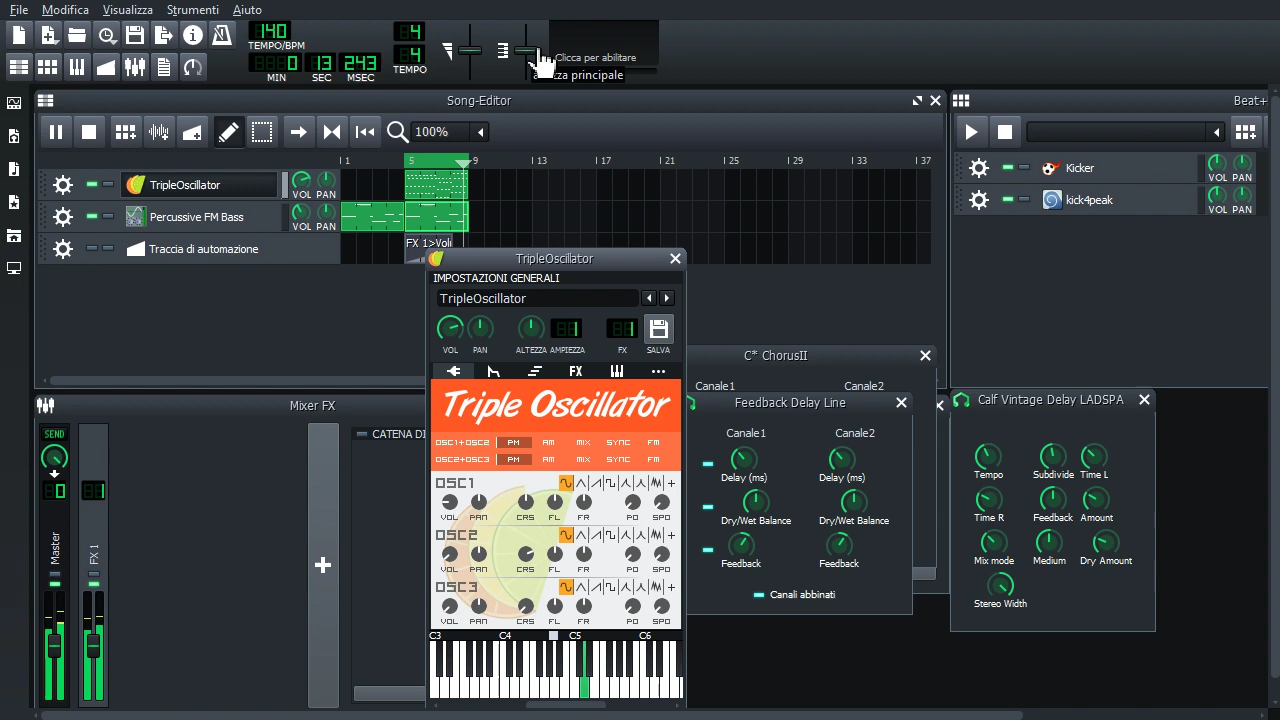 File Modifica Visualizza Strumenti Aiuto
140
TEMPO/BPM
0 13 243
MIN SEC MSEC
4
4
TEMPO
Clicca per abilitare
principale
Song-Editor
Beat+
100%
1 5 9 13 17 21 25 29 33 37
TripleOscillator
VOL PAN
Percussive FM Bass
VOL PAN
Traccia di automazione
FX 1>Vol
Kicker
VOL PAN
kick4peak
VOL PAN
TripleOscillator
IMPOSTAZIONI GENERALI
TripleOscillator
VOL PAN ALTEZZA AMPIEZZA FX SALVA
1 1
FX
Triple Oscillator
OSC1+OSC2 PM AM MIX SYNC FM
OSC2+OSC3 PM AM MIX SYNC FM
OSC1
VOL PAN CRS FL FR PO SPO
OSC2
VOL PAN CRS FL FR PO SPO
OSC3
VOL PAN CRS FL FR PO SPO
C3 C4 C5 C6
Mixer FX
SEND
0 1
Master
FX 1
CATENA DI
C* ChorusII
Canale1 Canale2
Feedback Delay Line
Canale1 Canale2
Delay (ms) Delay (ms)
Dry/Wet Balance Dry/Wet Balance
Feedback Feedback
Canali abbinati
Calf Vintage Delay LADSPA
Tempo Subdivide Time L
Time R Feedback Amount
Mix mode Medium Dry Amount
Stereo Width